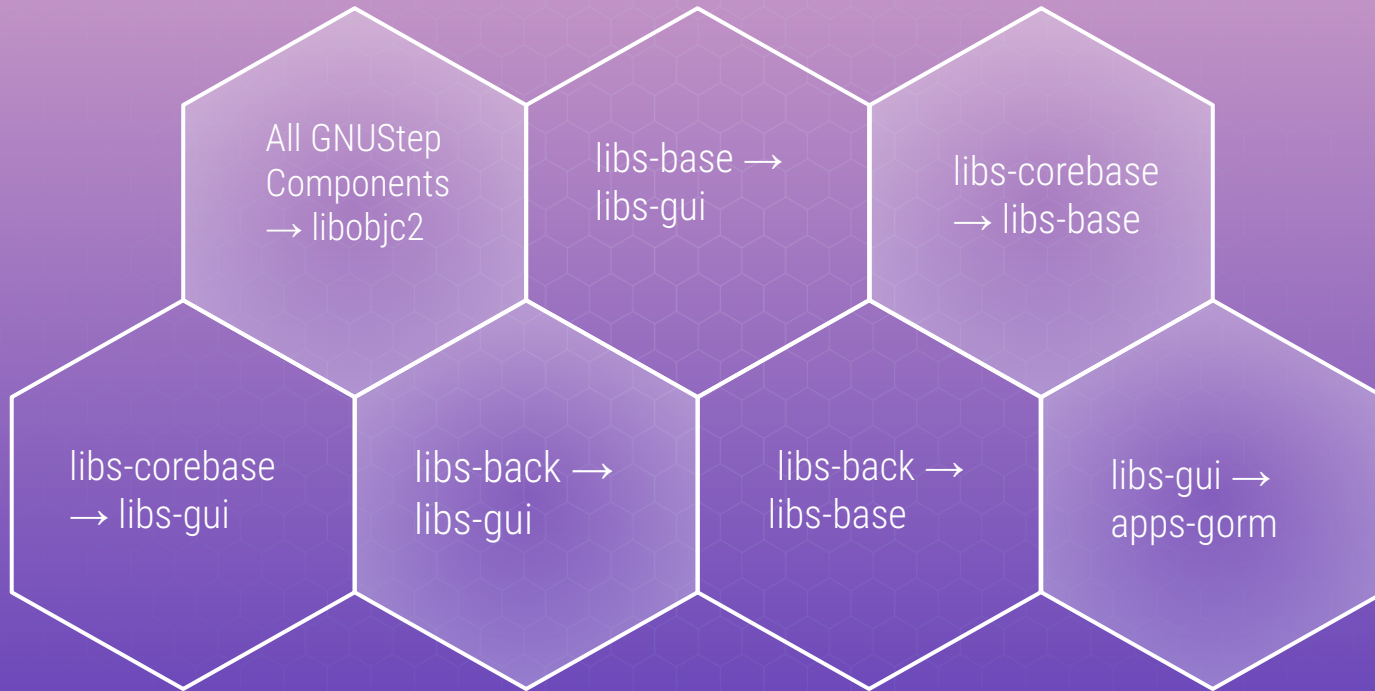 All GNUStep
Components
→ libobjc2
libs-base →
libs-gui
libs-corebase
→ libs-base
libs-corebase
→ libs-gui
libs-back →
libs-gui
libs-back →
libs-base
libs-gui →
apps-gorm